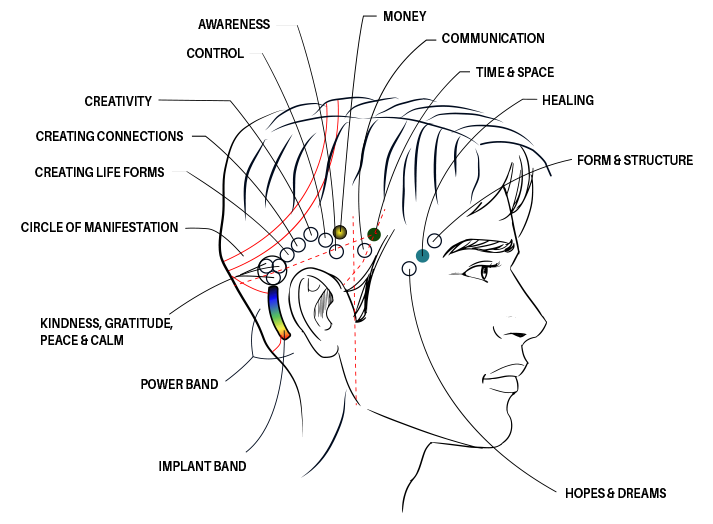 MONEY
AWARENESS
COMMUNICATION
CONTROL
TIME & SPACE
CREATIVITY
HEALING
CREATING CONNECTIONS
FORM & STRUCTURE
CREATING LIFE FORMS
CIRCLE OF MANIFESTATION
KINDNESS, GRATITUDE,
PEACE & CALM
POWER BAND
IMPLANT BAND
HOPES & DREAMS